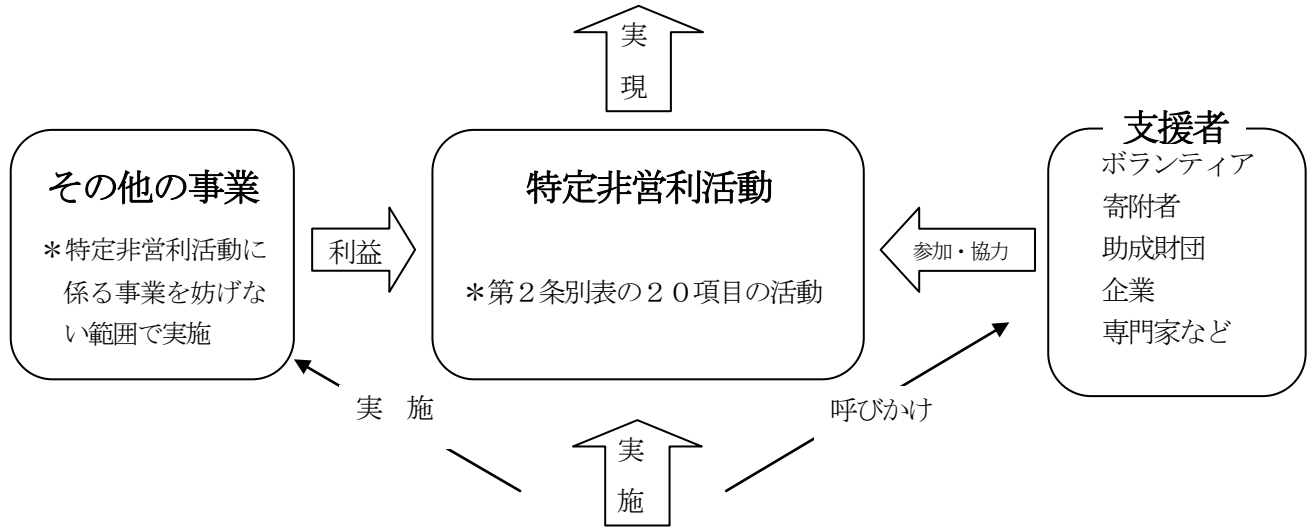 実
現
その他の事業
＊特定非営利活動に
係る事業を妨げな
い範囲で実施
利益
特定非営利活動
＊第２条別表の２０項目の活動
参加・協力
支援者
ボランティア
寄附者
助成財団
企業
専門家など
実　施
実
施
呼びかけ